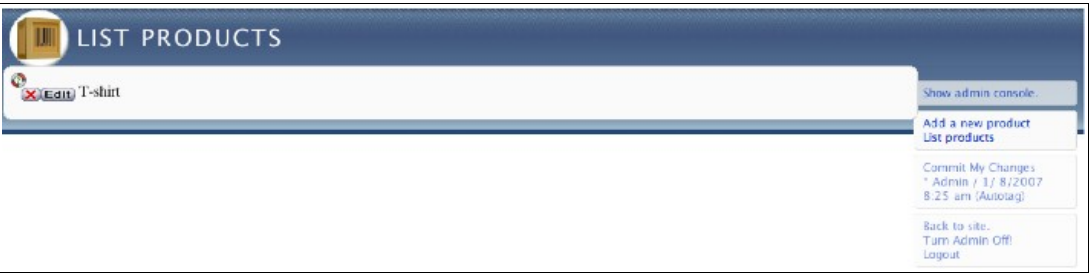 LIST PRODUCTS
Edit T-shirt
Show admin console.
Add a new product
List products
Commit My Changes
* Admin / 1/ 8/2007
8:25 am (Autotag)
Back to site.
Turn Admin Off!
Logout